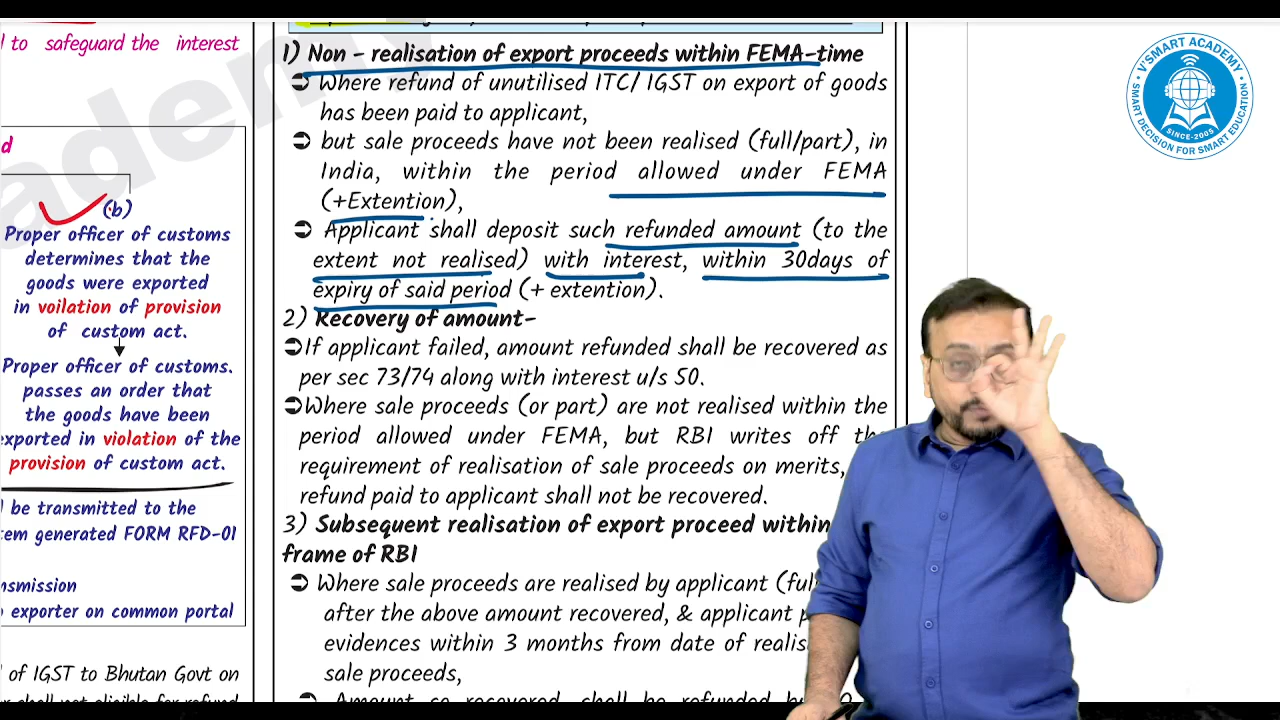 l to safeguard the interest
d
(b)
Proper officer of customs
determines that the
goods were exported
in voilation of provision
of custom act.
Proper officer of customs.
passes an order that
the goods have been
exported in violation of the
provision of custom act.
l be transmitted to the
tem generated FORM RFD-01
nsmission
o exporter on common portal
of IGST to Bhutan Govt on
1) Non - realisation of export proceeds within FEMA-time
➲ Where refund of unutilised ITC/ IGST on export of goods
has been paid to applicant,
➲ but sale proceeds have not been realised (full/part), in
India, within the period allowed under FEMA
(+Extention),
➲ Applicant shall deposit such refunded amount (to the
extent not realised) with interest, within 30days of
expiry of said period (+ extention).
2) Recovery of amount-
➲If applicant failed, amount refunded shall be recovered as
per sec 73/74 along with interest u/s 50.
➲Where sale proceeds (or part) are not realised within the
period allowed under FEMA, but RBI writes off the
requirement of realisation of sale proceeds on merits,
refund paid to applicant shall not be recovered.
3) Subsequent realisation of export proceed within
frame of RBI
➲ Where sale proceeds are realised by applicant (ful
after the above amount recovered, & applicant p
evidences within 3 months from date of realis
sale proceeds,
V'SMART ACADEMY
SINCE-2005
SMART DECISION FOR SMART EDUCATION
ademy